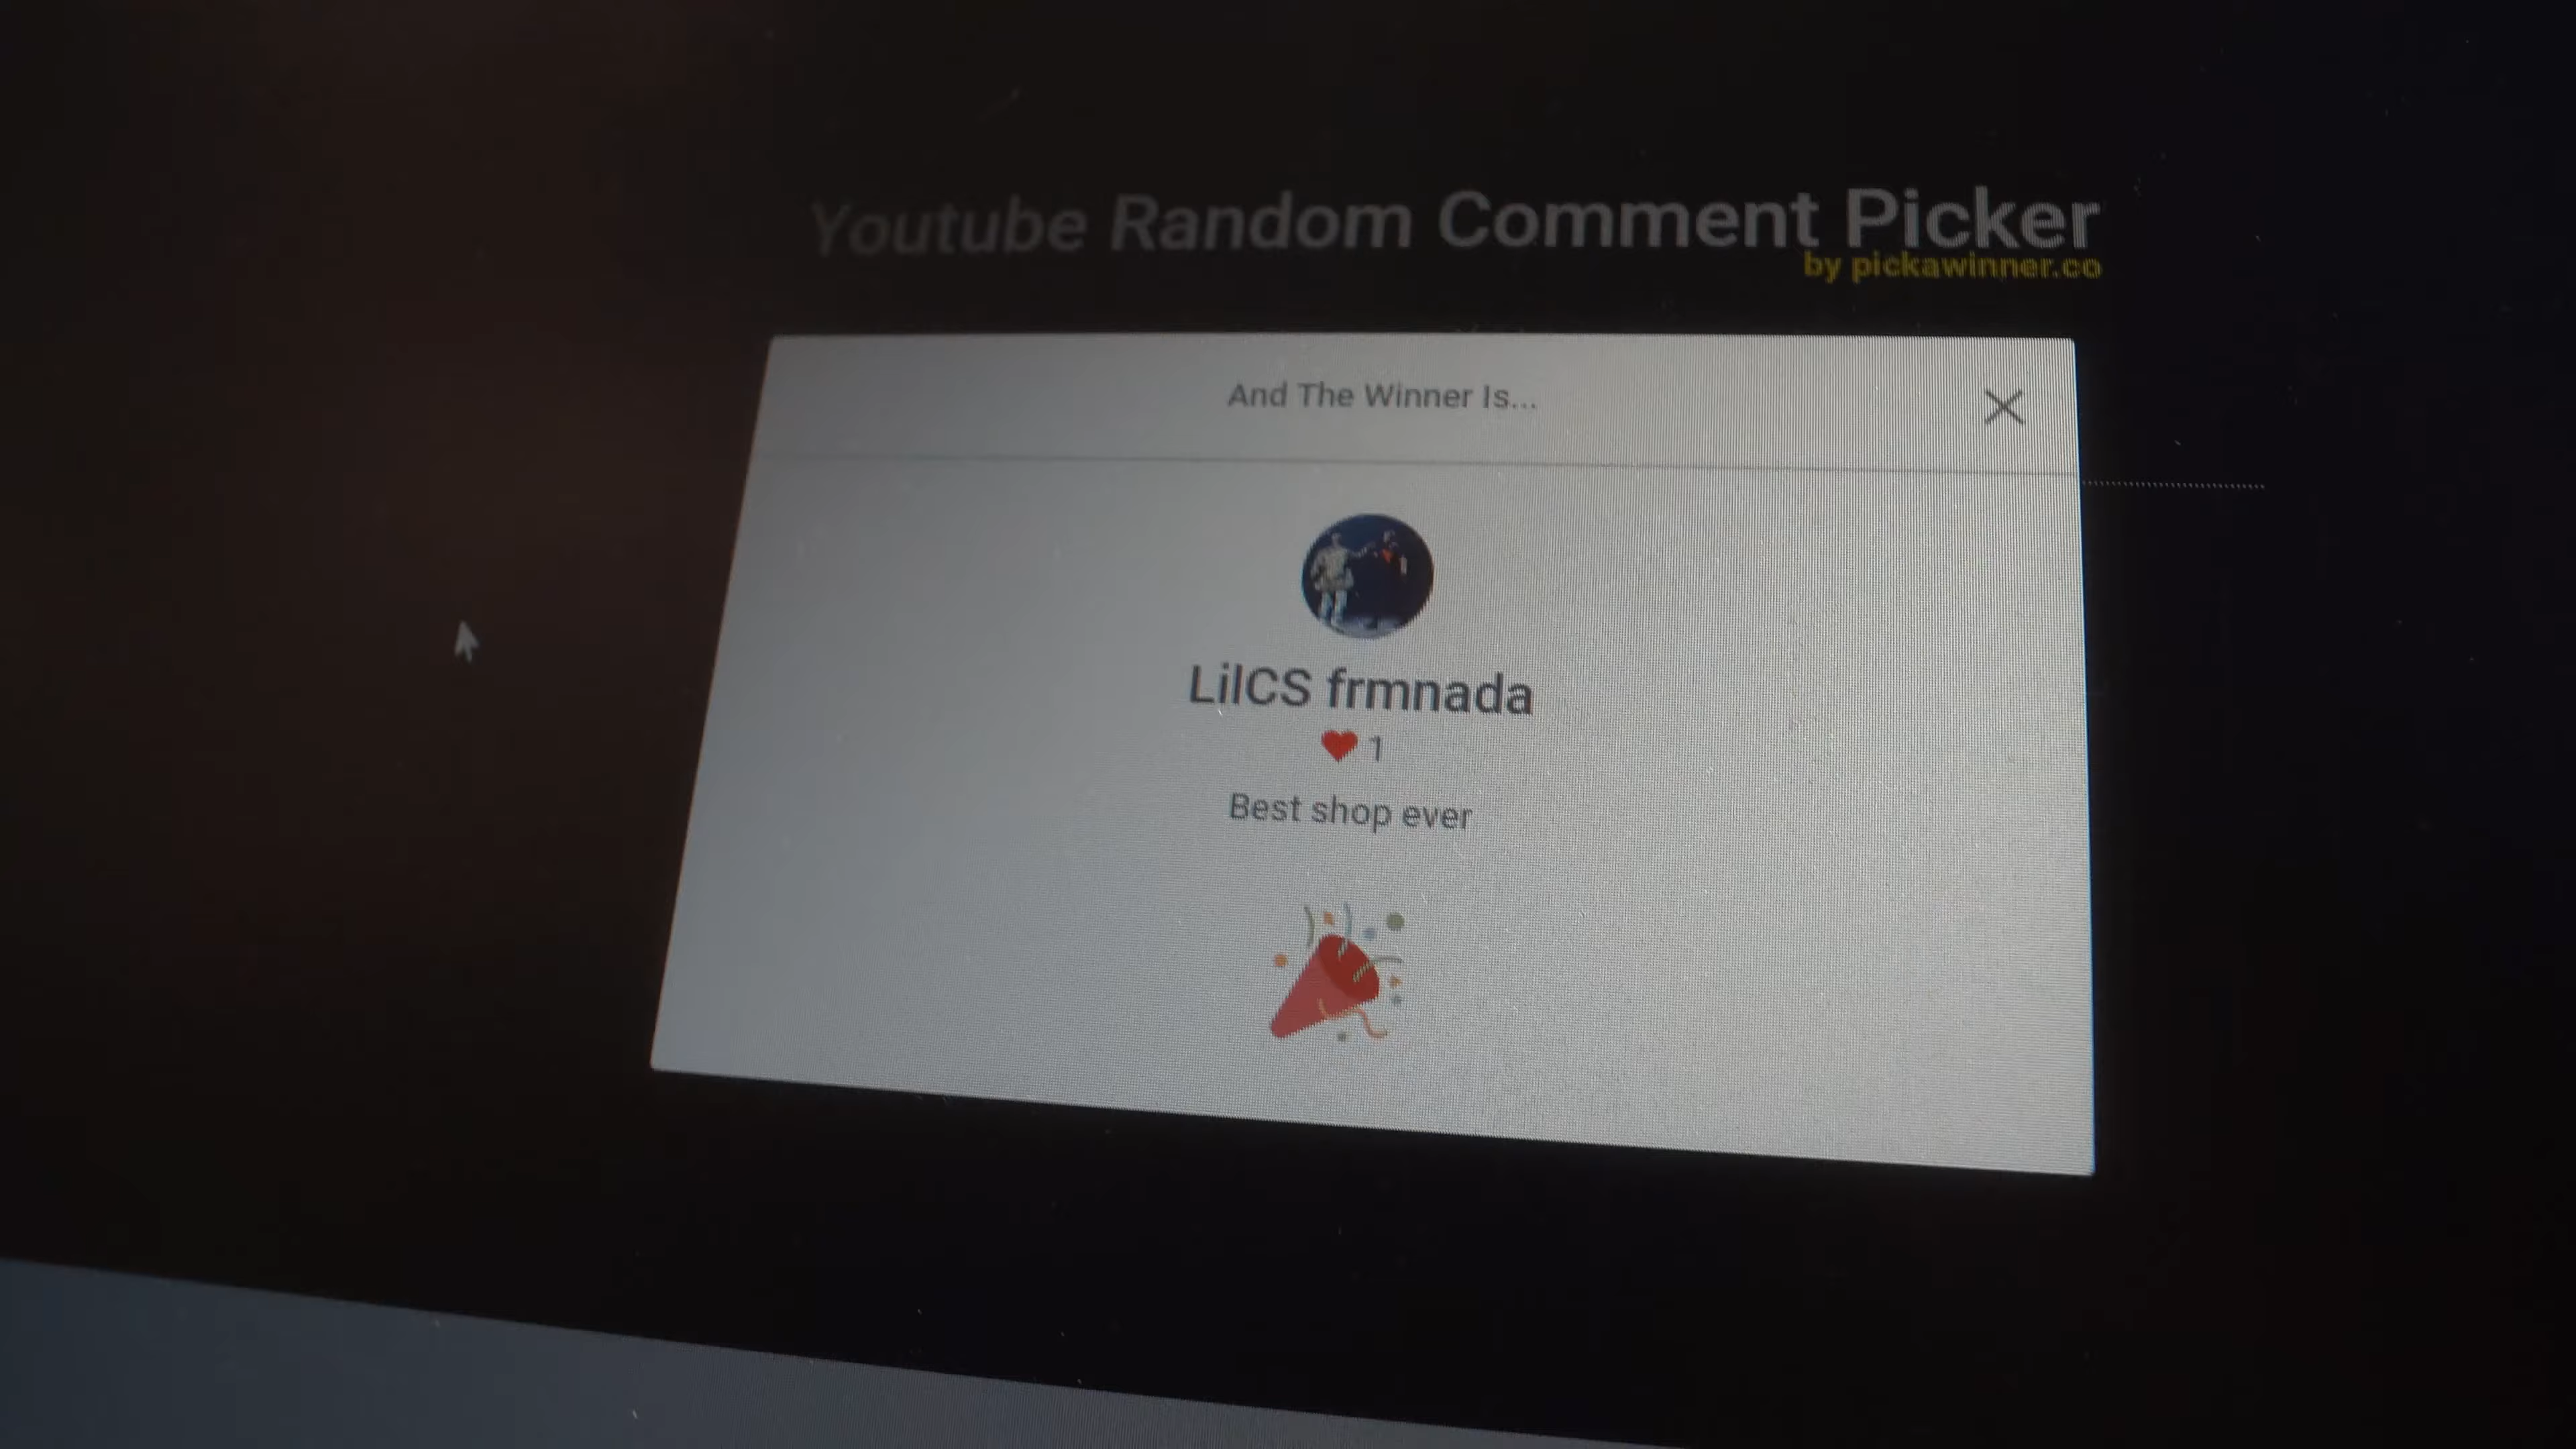 Youtube Random Comment Picker
by pickawinner.co
And The Winner Is...
LilCS frmnada
1
Best shop ever